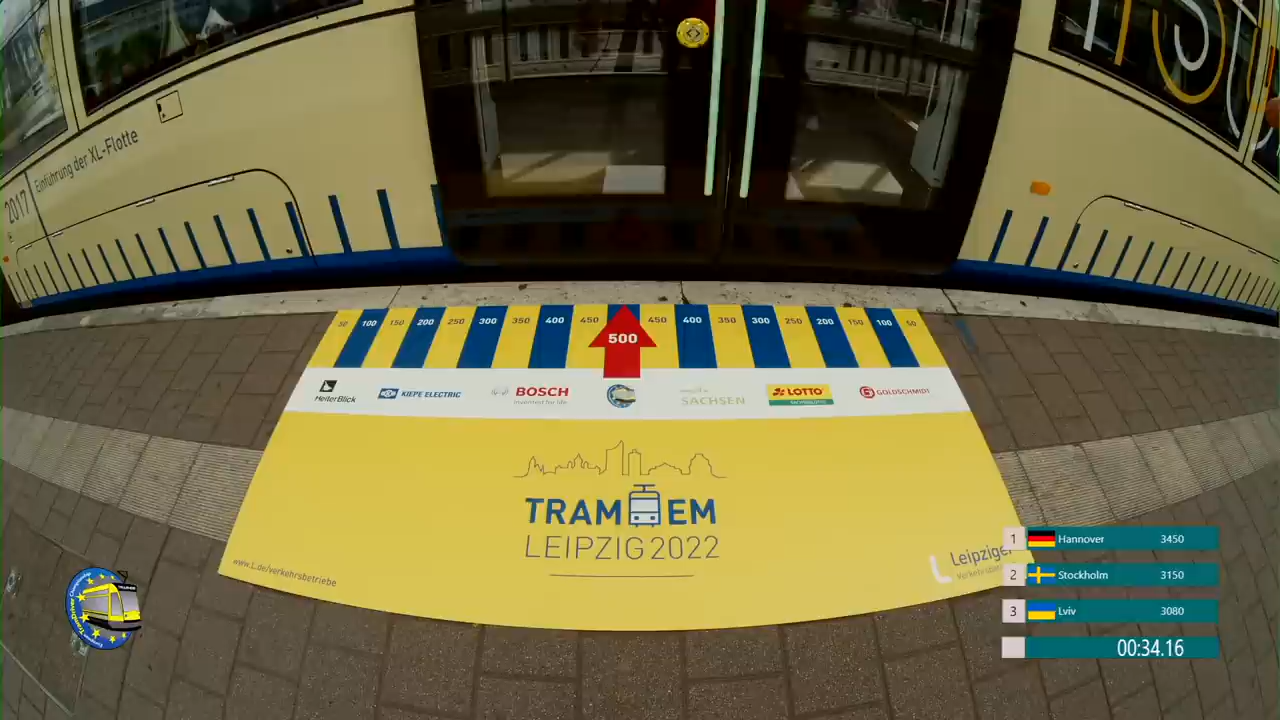 Einführung der XL-Flotte
2017
50 100 150 200 250 300 350 400 450 500 450 400 350 300 250 200 150 100 50
HeiterBlick
KIEPE ELECTRIC
BOSCH
Invented for life
SACHSEN
LOTTO
GOLDSCHMIDT
TRAM EM
LEIPZIG 2022
www.L.de/verkehrsbetriebe
Leipziger
1 Hannover 3450
2 Stockholm 3150
3 Lviv 3080
00:34.16